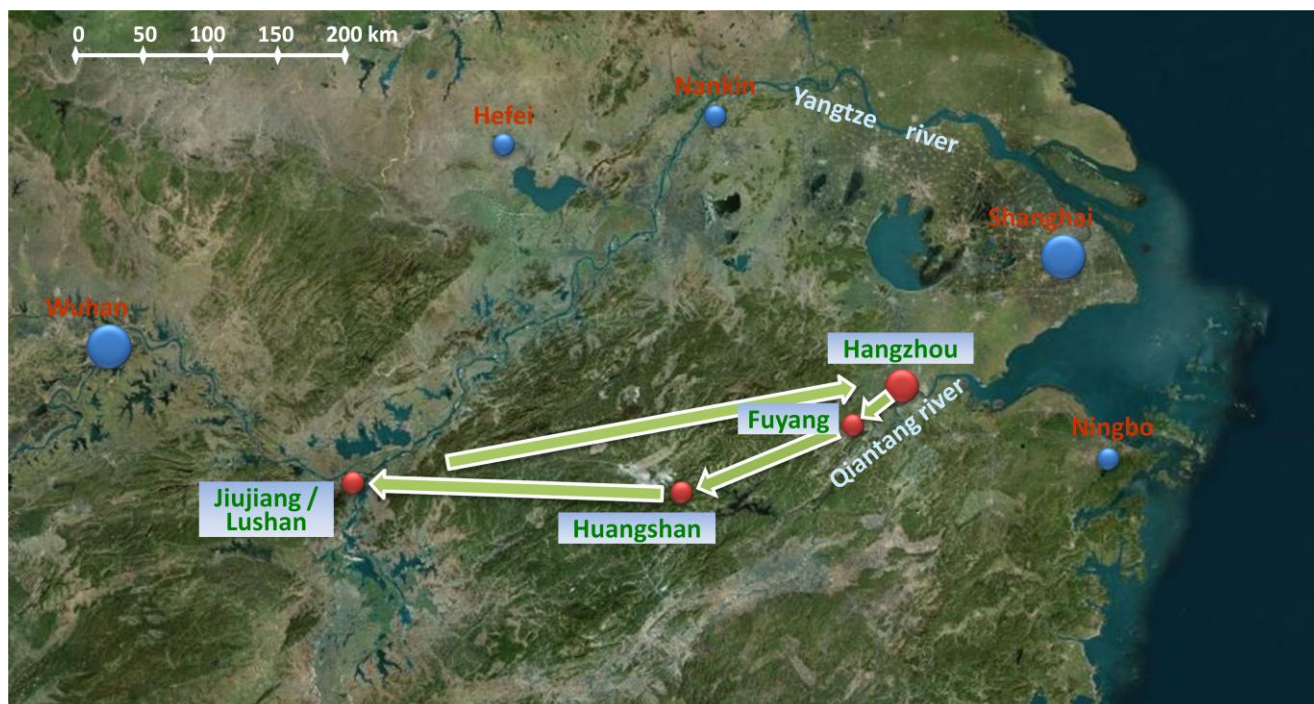 0 50 100 150 200 km
Nankin
Hefei
Yangtze river
Shanghai
Wuhan
Hangzhou
Fuyang
Qiantang river
Ningbo
Jiujiang /
Lushan
Huangshan